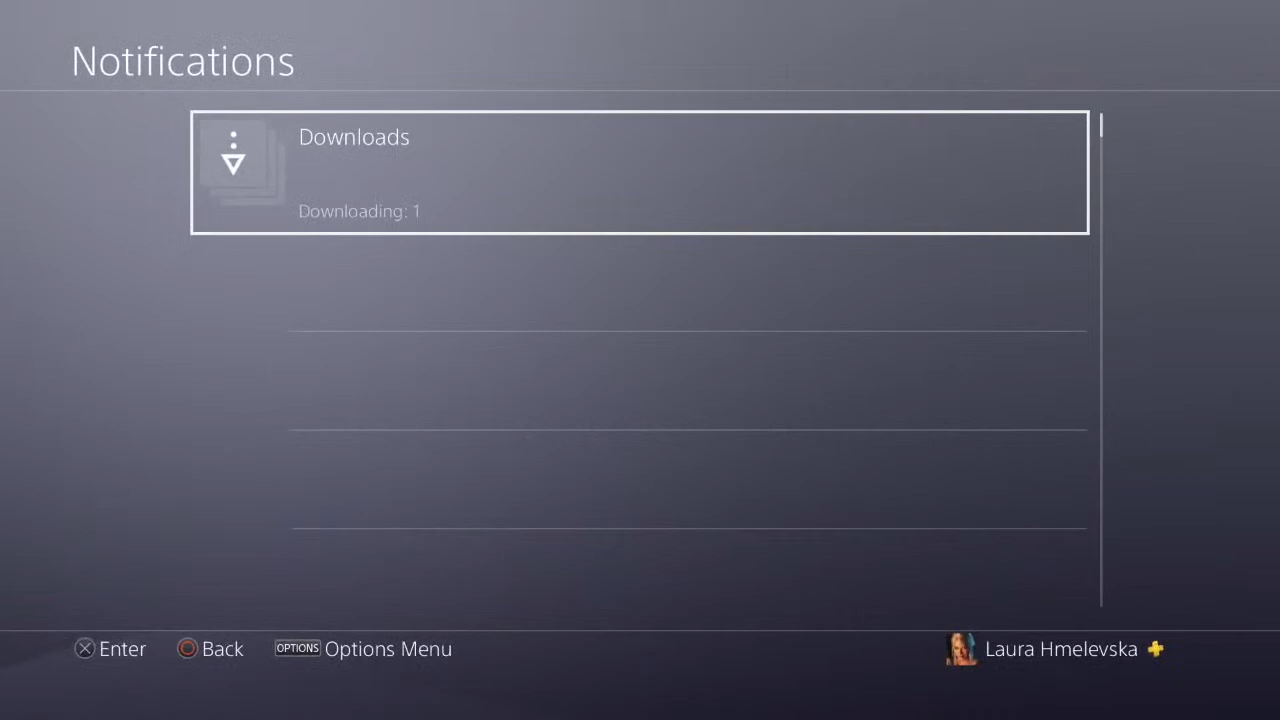 Notifications
Downloads
Downloading: 1
Enter
Back
OPTIONS Options Menu
Laura Hmelevska